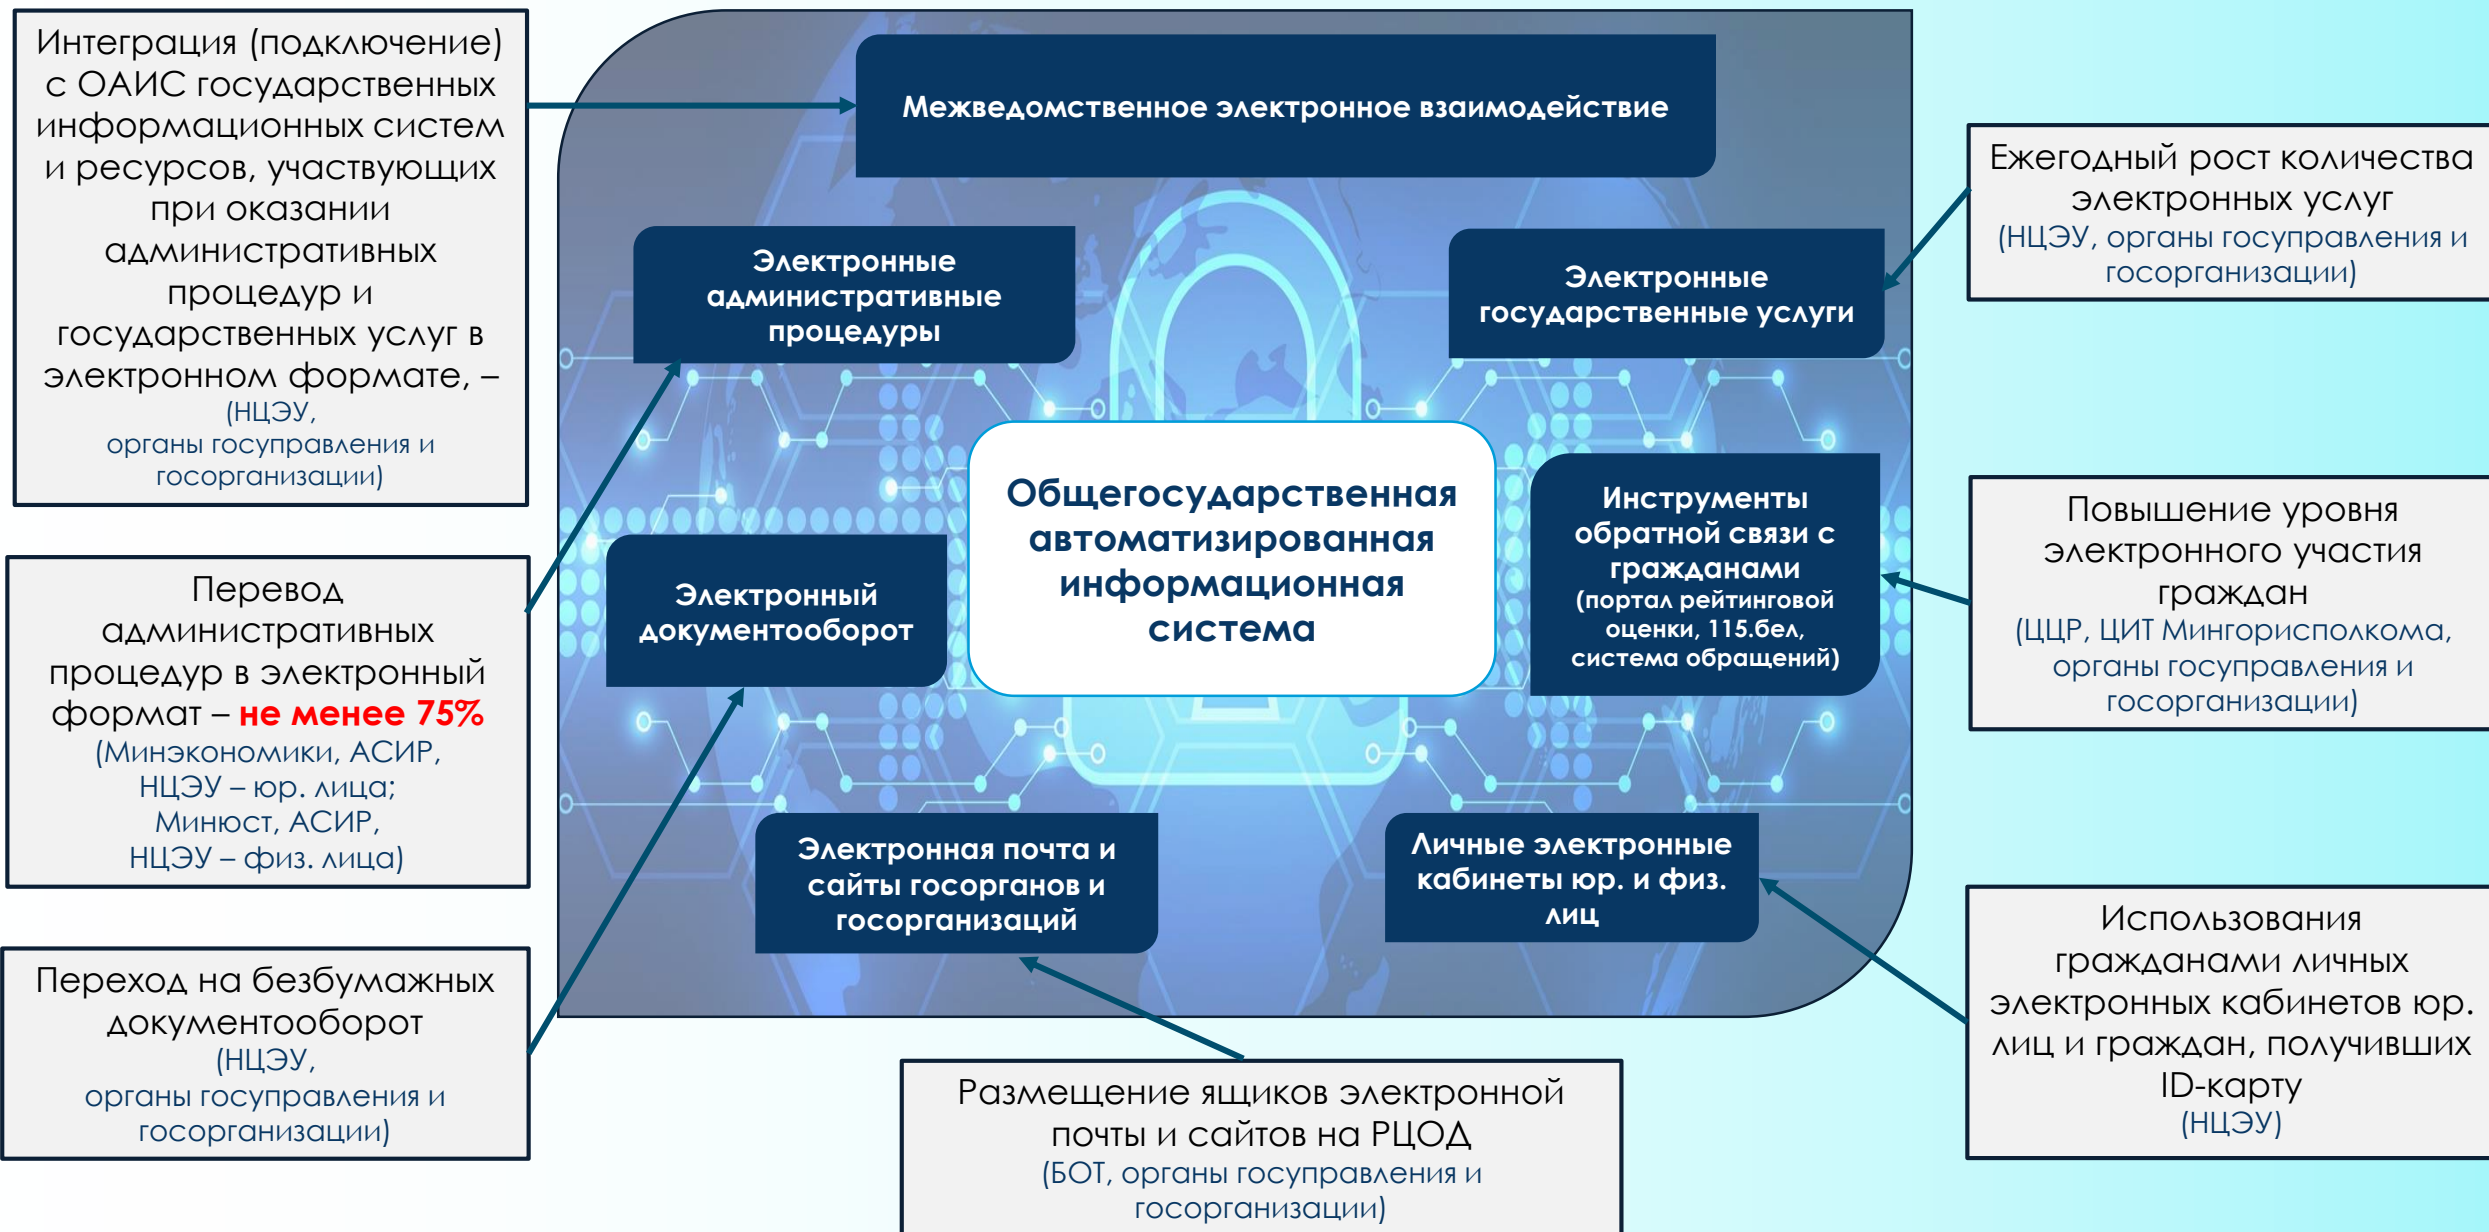 Интеграция (подключение)
с ОАИС государственных
информационных систем
и ресурсов, участвующих
при оказании
административных
процедур и
государственных услуг в
электронном формате, –
(НЦЭУ,
органы госуправления и
госорганизации)
Перевод
административных
процедур в электронный
формат – не менее 75%
(Минэкономики, АСИР,
НЦЭУ – юр. лица;
Минюст, АСИР,
НЦЭУ – физ. лица)
Переход на безбумажных
документооборот
(НЦЭУ,
органы госуправления и
госорганизации)
Межведомственное электронное взаимодействие
Электронные
административные
процедуры
Электронные
государственные услуги
Общегосударственная
автоматизированная
информационная
система
Электронный
документооборот
Инструменты
обратной связи с
гражданами
(портал рейтинговой
оценки, 115.бел,
система обращений)
Электронная почта и
сайты госорганов и
госорганизаций
Личные электронные
кабинеты юр. и физ.
лиц
Размещение ящиков электронной
почты и сайтов на РЦОД
(БОТ, органы госуправления и
госорганизации)
Ежегодный рост количества
электронных услуг
(НЦЭУ, органы госуправления и
госорганизации)
Повышение уровня
электронного участия
граждан
(ЦЦР, ЦИТ Мингорисполкома,
органы госуправления и
госорганизации)
Использования
гражданами личных
электронных кабинетов юр.
лиц и граждан, получивших
ID-карту
(НЦЭУ)